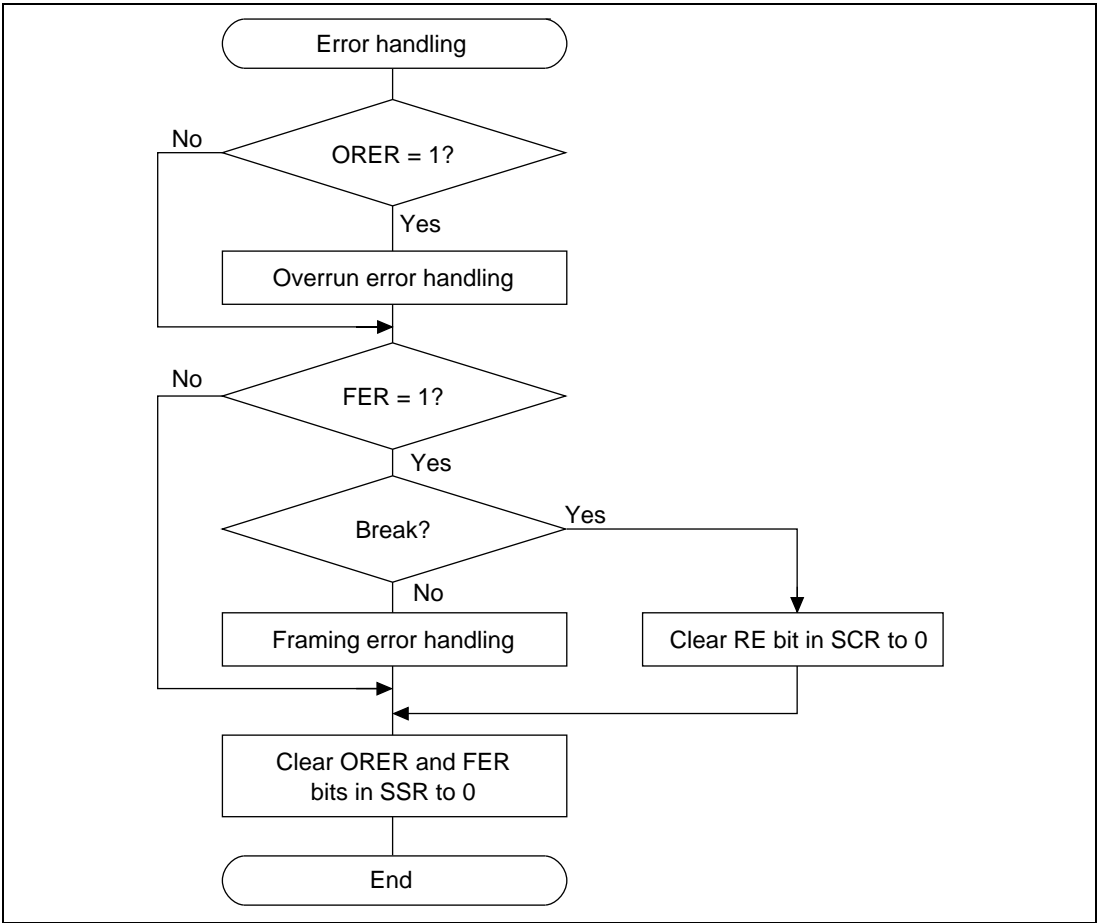 Error handling
No
ORER = 1?
Yes
Overrun error handling
No
FER = 1?
Yes
Break?
Yes
No
Framing error handling
Clear RE bit in SCR to 0
Clear ORER and FER
bits in SSR to 0
End